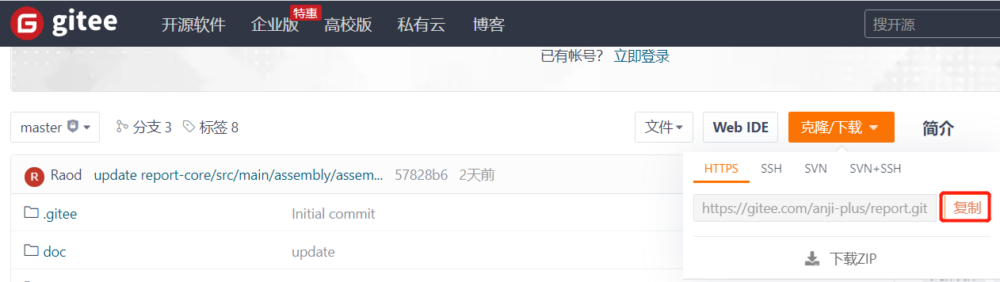 gitee 开源软件 企业版 特惠 高校版 私有云 博客 搜开源
已有帐号？ 立即登录
master 分支 3 标签 8 文件 Web IDE 克隆/下载 简介
R Raod update report-core/src/main/assembly/assem... 57828b6 2天前
HTTPS SSH SVN SVN+SSH
.gitee Initial commit
https://gitee.com/anji-plus/report.git 复制
doc update
下载ZIP